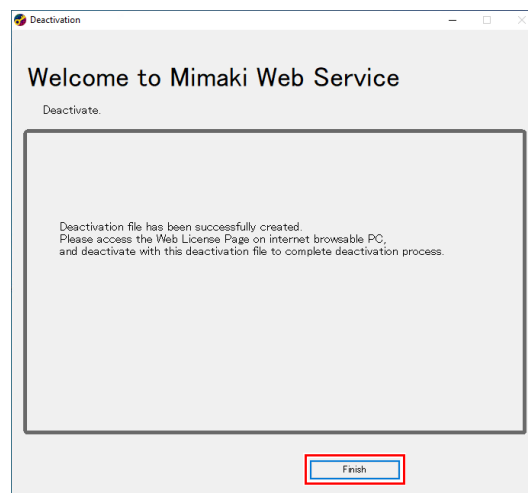 Deactivation
Welcome to Mimaki Web Service
Deactivate.
Deactivation file has been successfully created.
Please access the Web License Page on internet browsable PC,
and deactivate with this deactivation file to complete deactivation process.
Finish